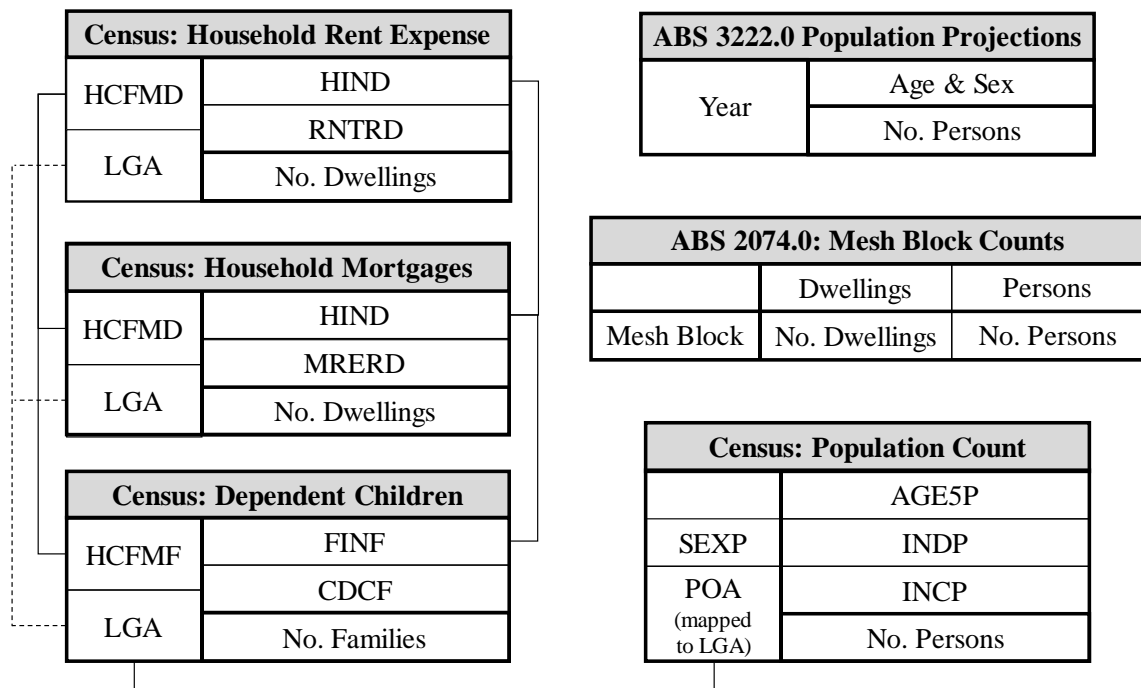 Census: Household Rent Expense
HCFMD
HIND
RNTRD
LGA
No. Dwellings
Census: Household Mortgages
HCFMD
HIND
MRERD
LGA
No. Dwellings
Census: Dependent Children
HCFMF
FINF
CDCF
LGA
No. Families
ABS 3222.0 Population Projections
Year
Age & Sex
No. Persons
ABS 2074.0: Mesh Block Counts
Dwellings Persons
Mesh Block No. Dwellings No. Persons
Census: Population Count
AGE5P
SEXP INDP
POA INCP
(mapped
to LGA)
No. Persons